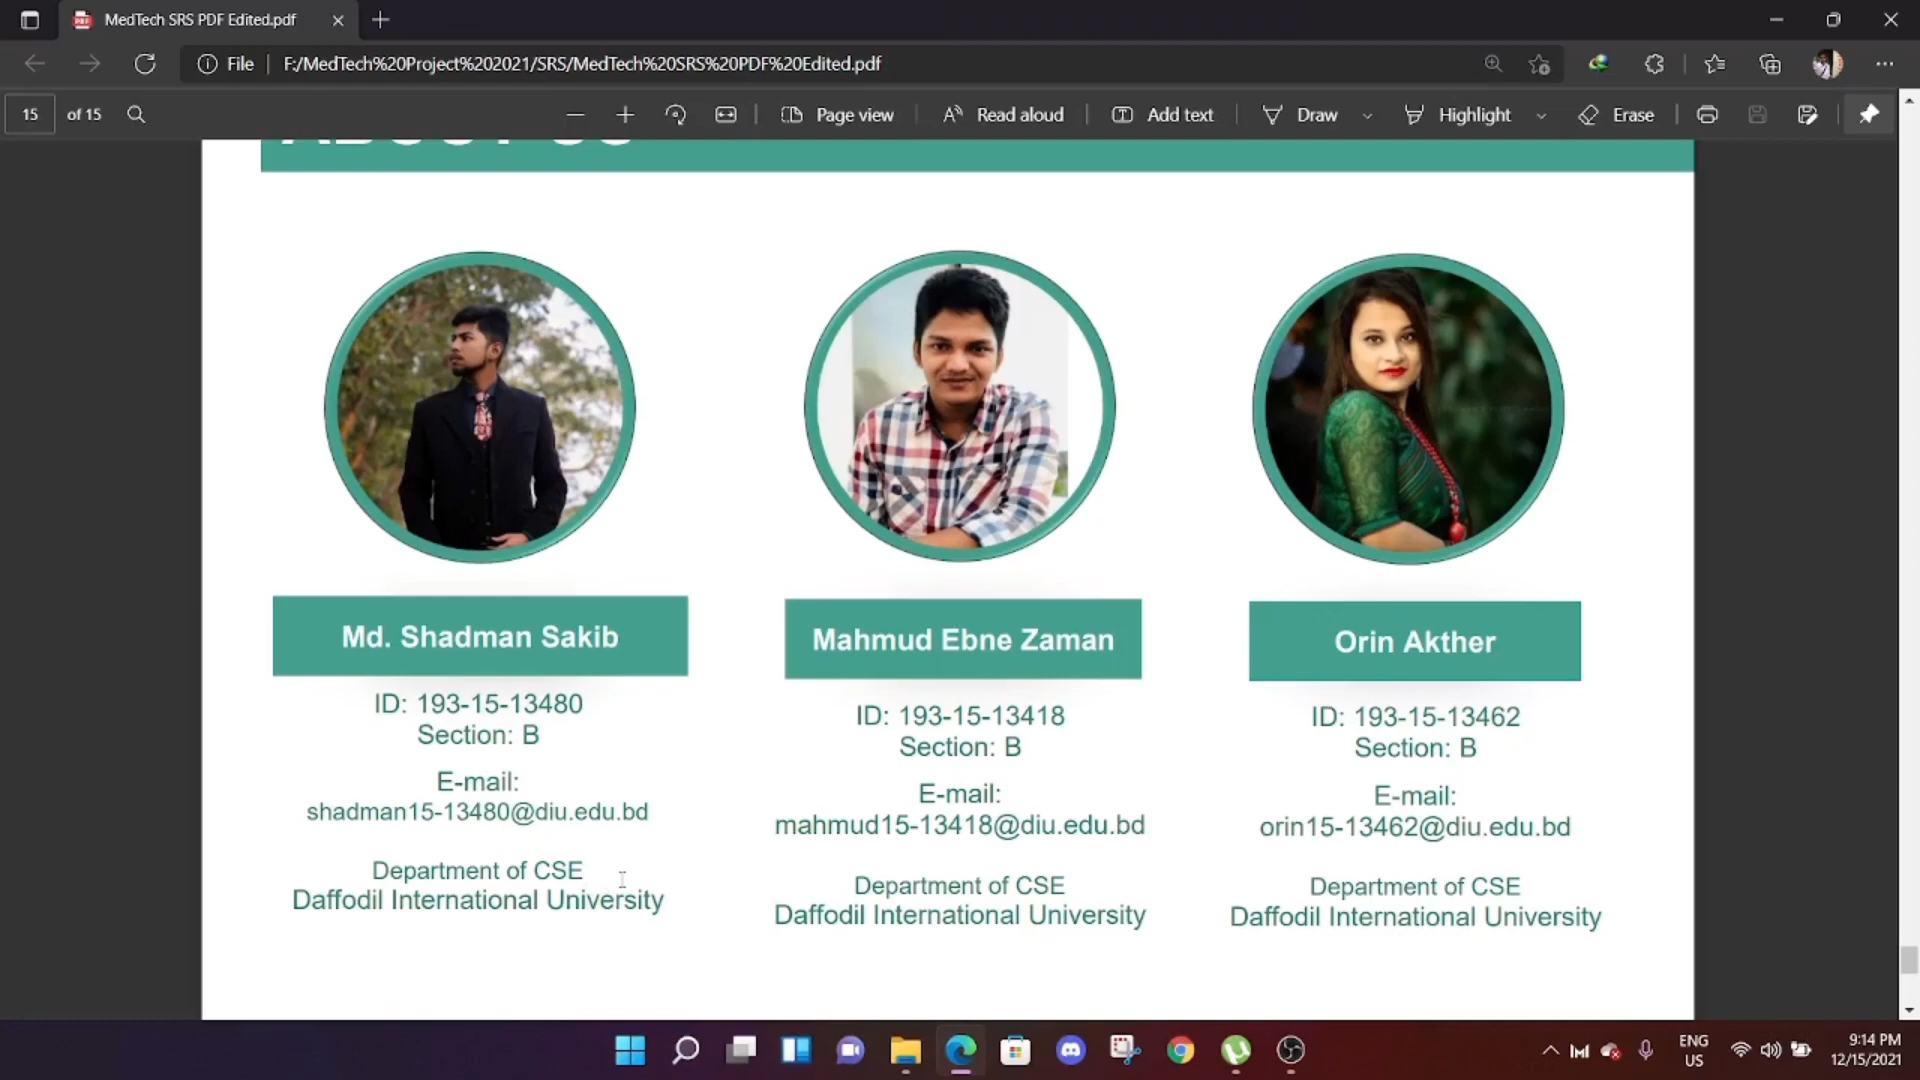 MedTech SRS PDF Edited.pdf
File
F:/MedTech%20Project%202021/SRS/MedTech%20SRS%20PDF%20Edited.pdf
15 of 15
Page view
Read aloud
Add text
Draw
Highlight
Erase
ABOUT US
Md. Shadman Sakib
ID: 193-15-13480
Section: B
E-mail:
shadman15-13480@diu.edu.bd
Department of CSE
Daffodil International University
Mahmud Ebne Zaman
ID: 193-15-13418
Section: B
E-mail:
mahmud15-13418@diu.edu.bd
Department of CSE
Daffodil International University
Orin Akther
ID: 193-15-13462
Section: B
E-mail:
orin15-13462@diu.edu.bd
Department of CSE
Daffodil International University
ENG
US
9:14 PM
12/15/2021